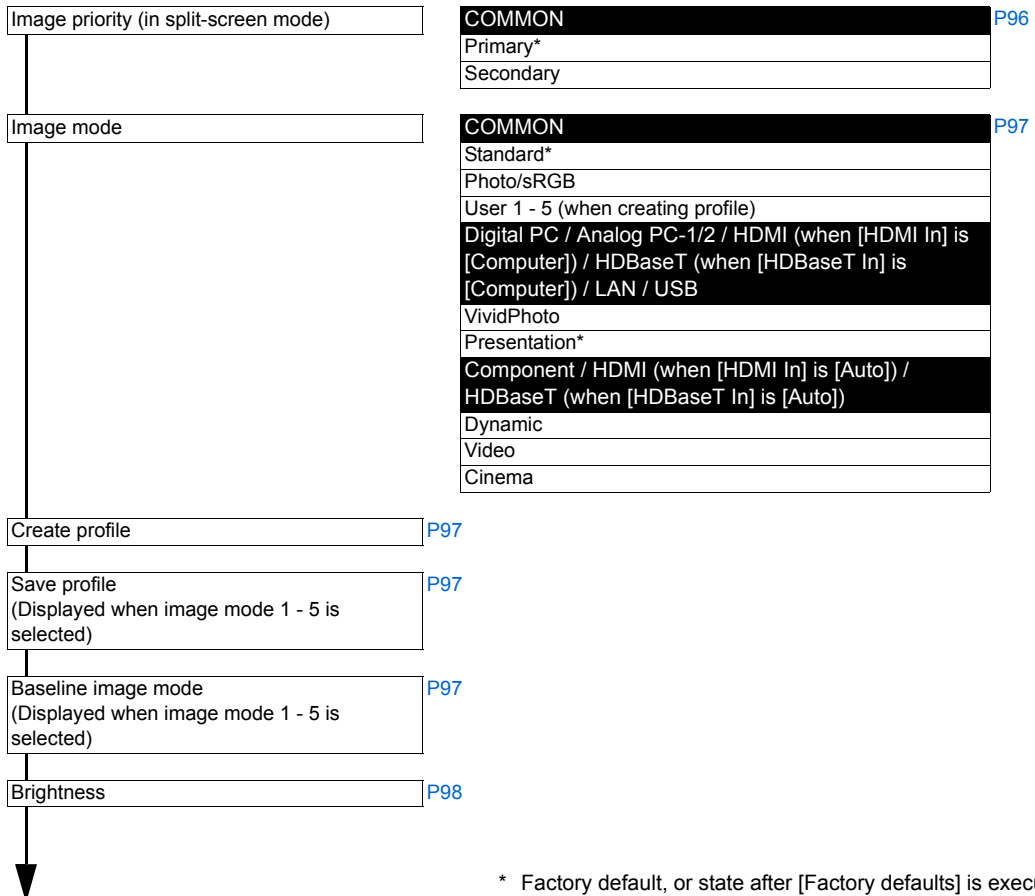 Image priority (in split-screen mode)
COMMON
P96
Primary*
Secondary
Image mode
COMMON
P97
Standard*
Photo/sRGB
User 1 - 5 (when creating profile)
Digital PC / Analog PC-1/2 / HDMI (when [HDMI In] is
[Computer]) / HDBaseT (when [HDBaseT In] is
[Computer]) / LAN / USB
VividPhoto
Presentation*
Component / HDMI (when [HDMI In] is [Auto]) /
HDBaseT (when [HDBaseT In] is [Auto])
Dynamic
Video
Cinema
Create profile
P97
Save profile
P97
(Displayed when image mode 1 - 5 is
selected)
Baseline image mode
P97
(Displayed when image mode 1 - 5 is
selected)
Brightness
P98
* Factory default, or state after [Factory defaults] is